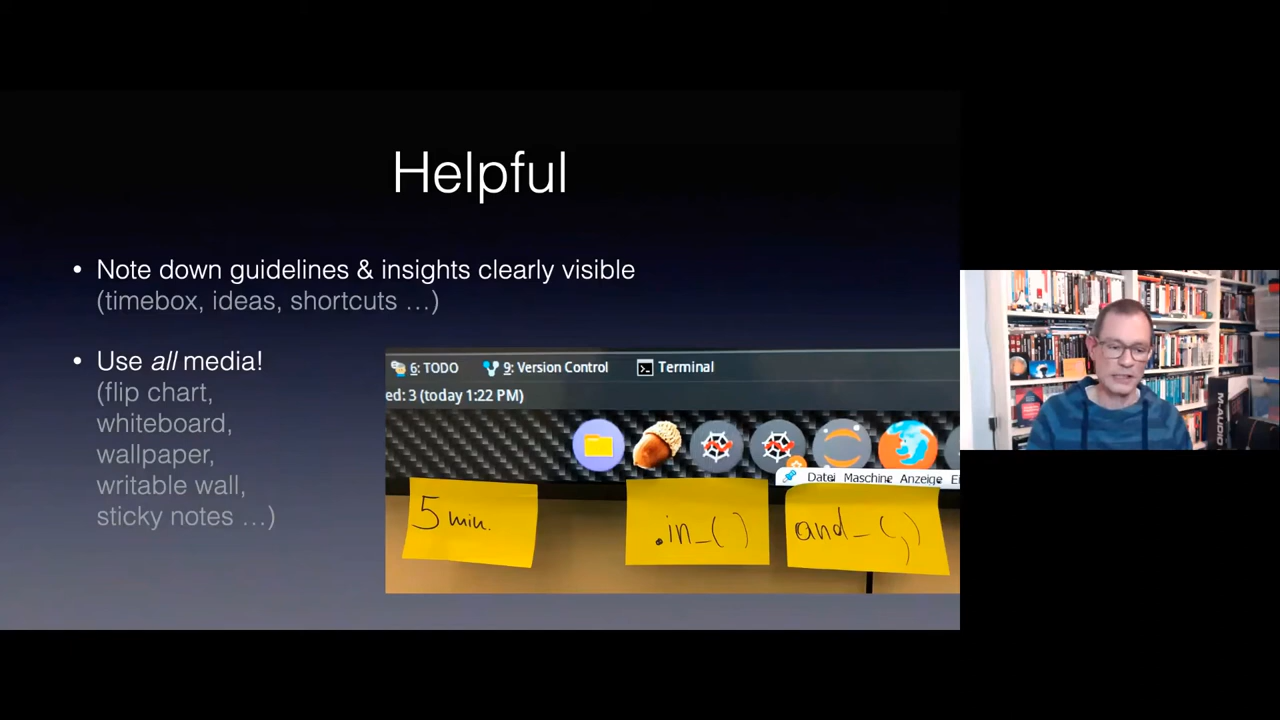 Helpful
• Note down guidelines & insights clearly visible
(timebox, ideas, shortcuts …)
• Use all media!
(flip chart,
whiteboard,
wallpaper,
writable wall,
sticky notes …)
6: TODO
9: Version Control
Terminal
ed: 3 (today 1:22 PM)
Datei Maschine Anzeige
5 min.
.in_( )
and_( , )
M-AUDIO